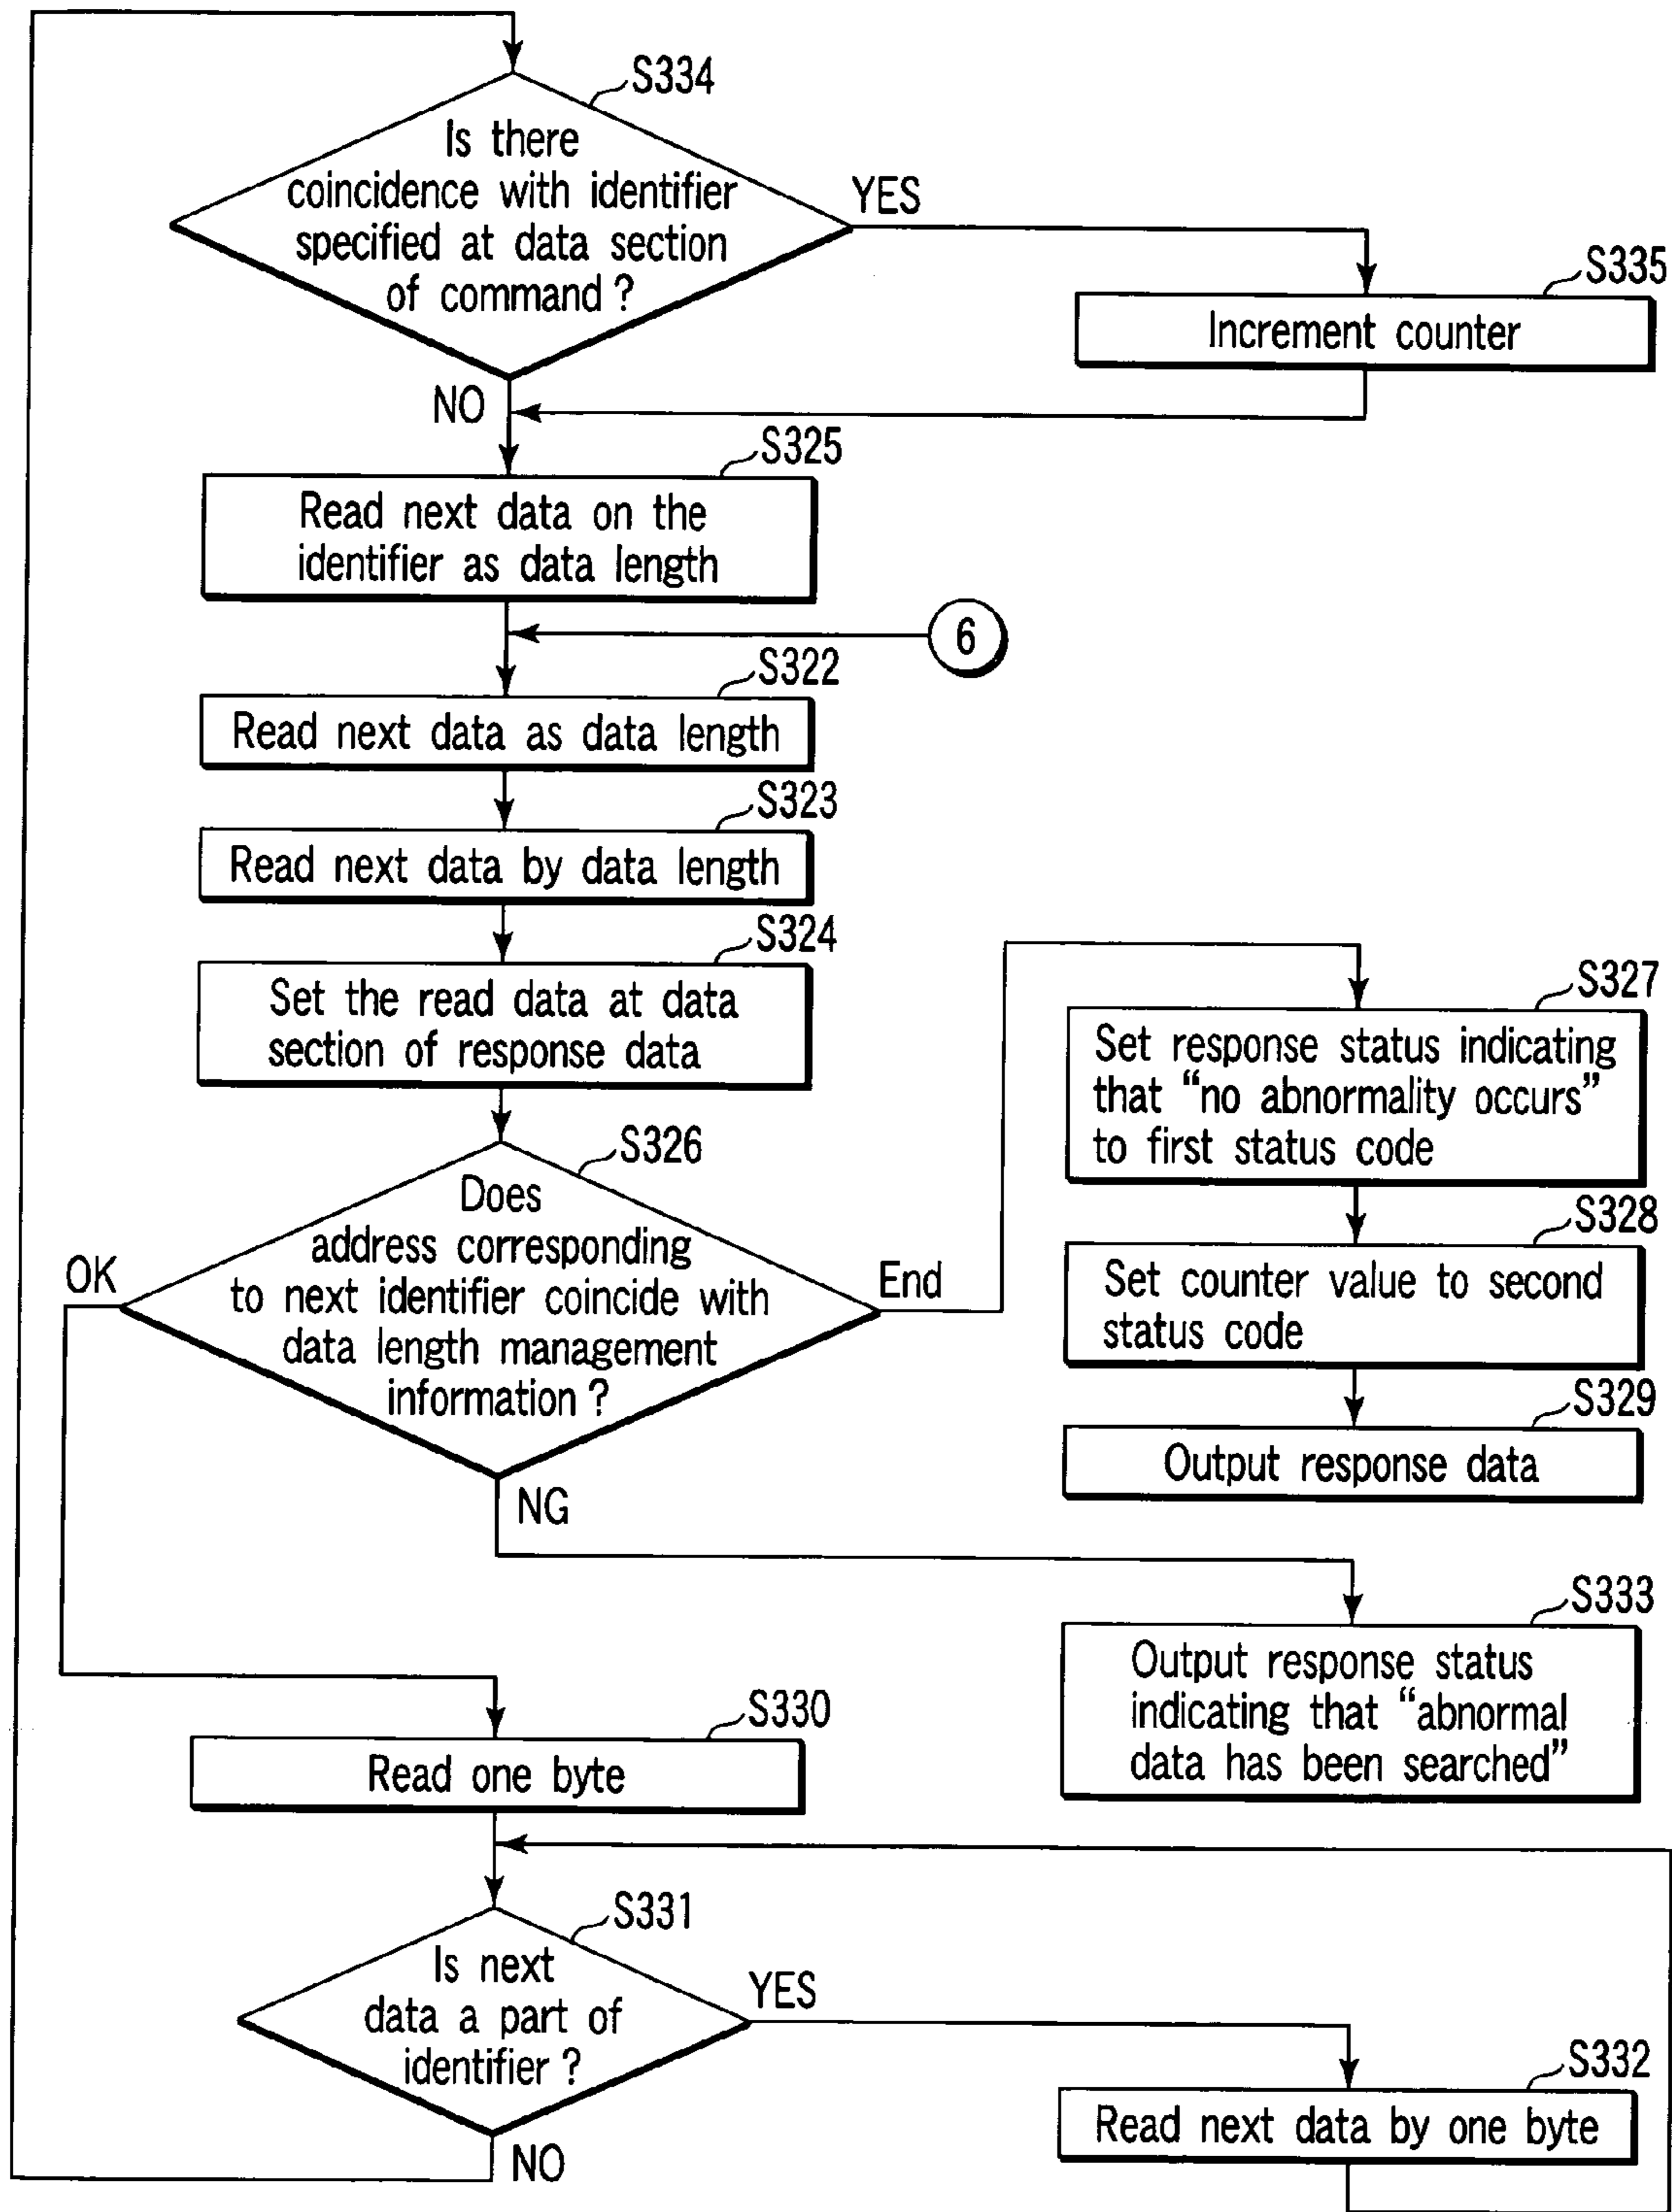 S334
Is there
coincidence with identifier
specified at data section
of command ?
YES
S335
Increment counter
NO
S325
Read next data on the
identifier as data length
6
S322
Read next data as data length
S323
Read next data by data length
S324
Set the read data at data
section of response data
S326
Does
address corresponding
to next identifier coincide with
data length management
information ?
OK
End
NG
S327
Set response status indicating
that “no abnormality occurs”
to first status code
S328
Set counter value to second
status code
S329
Output response data
S333
Output response status
indicating that “abnormal
data has been searched”
S330
Read one byte
S331
Is next
data a part of
identifier ?
YES
S332
Read next data by one byte
NO